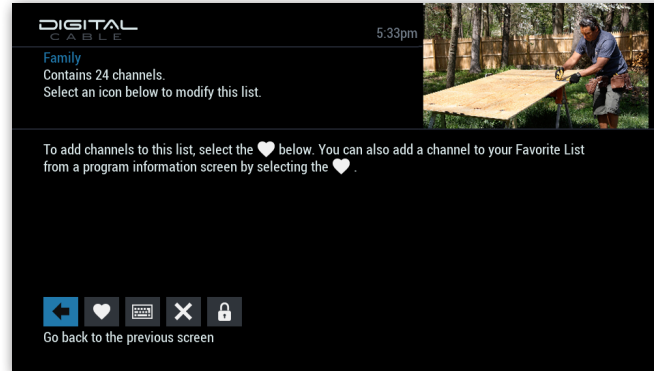 DIGITAL
CABLE
5:33pm
Family
Contains 24 channels.
Select an icon below to modify this list.
To add channels to this list, select the below. You can also add a channel to your Favorite List
from a program information screen by selecting the .
Go back to the previous screen